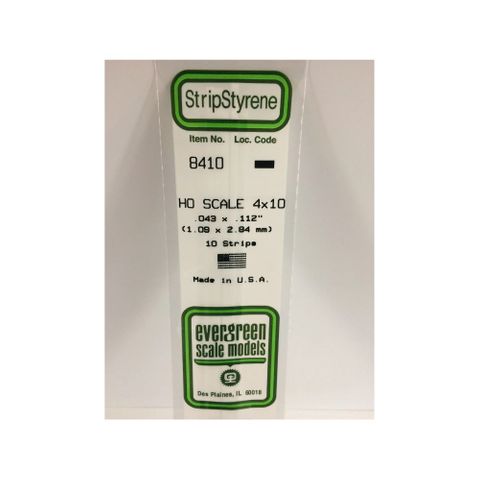 StripStyrene
Item No. Loc. Code
8410
HO SCALE 4x10
.043 x .112"
(1.09 x 2.84 mm)
10 Strips
Made in U.S.A.
evergreen
scale models
Des Plaines, IL 60018